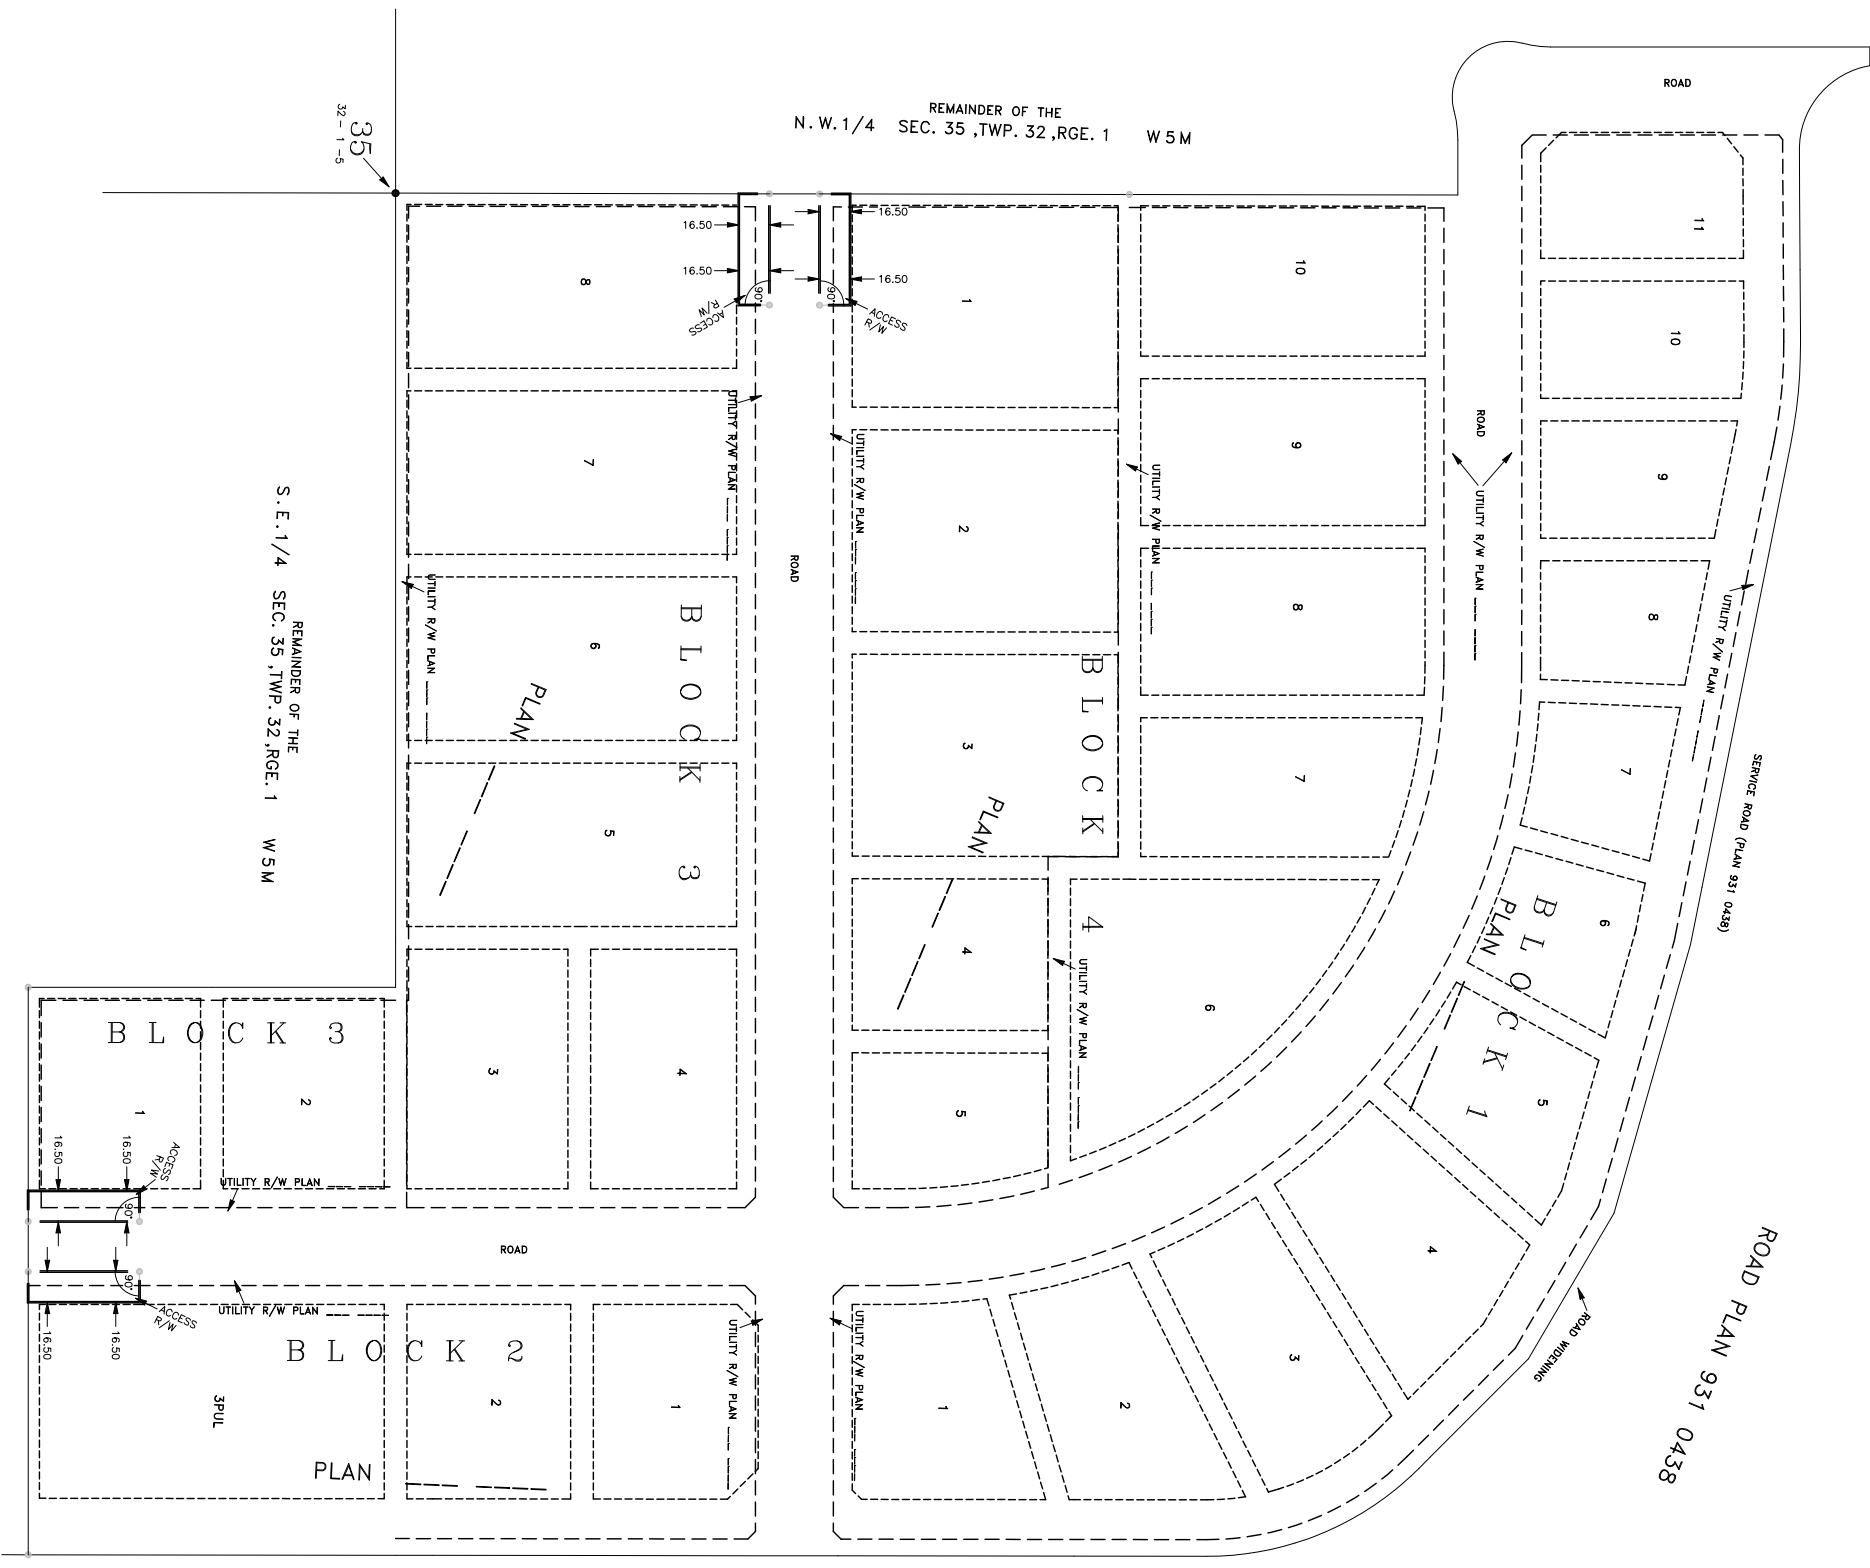 ROAD
REMAINDER OF THE
N.W.1/4 SEC. 35 ,TWP. 32 ,RGE. 1 W5M
35
32 - 1 - 5
16.50
16.50
16.50
16.50
90°
90°
ACCESS
R/W
ACCESS
R/W
8
7
6
5
4
3
UTILITY R/W PLAN
UTILITY R/W PLAN
UTILITY R/W PLAN
BLOCK 3
PLAN
ROAD
1
2
3
4
5
10
9
8
7
6
UTILITY R/W PLAN
UTILITY R/W PLAN
BLOCK 4
PLAN
ROAD
UTILITY R/W PLAN
11
10
9
8
7
6
5
4
3
2
1
UTILITY R/W PLAN
BLOCK 1
PLAN
SERVICE ROAD (PLAN 931 0438)
ROAD PLAN 931 0438
ROAD WIDENING
REMAINDER OF THE
S.E.1/4 SEC. 35 ,TWP. 32 ,RGE. 1 W5M
BLOCK 3
1
2
16.50
16.50
ACCESS
R/W
90°
UTILITY R/W PLAN
ROAD
90°
UTILITY R/W PLAN
ACCESS
R/W
16.50
16.50
BLOCK 2
3PUL
2
1
UTILITY R/W PLAN
UTILITY R/W PLAN
PLAN